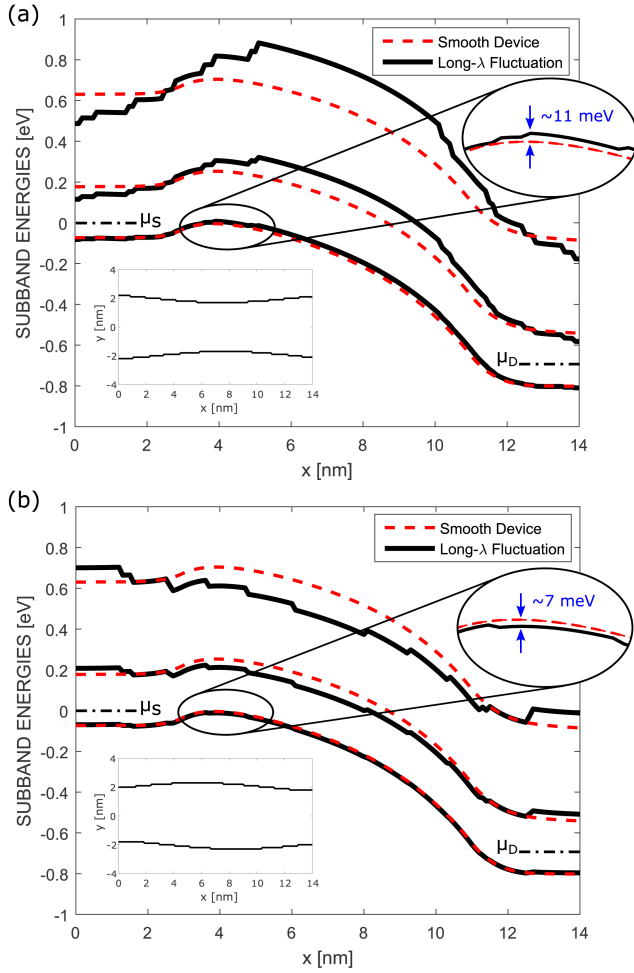 (a)
1
0.8
0.6
0.4
0.2
0
-0.2
-0.4
-0.6
-0.8
-1
SUBBAND ENERGIES [eV]
Smooth Device
Long-λ Fluctuation
~11 meV
μS
μD
4
2
0
-2
-4
y [nm]
0 2 4 6 8 10 12 14
x [nm]
0 2 4 6 8 10 12 14
x [nm]
(b)
1
0.8
0.6
0.4
0.2
0
-0.2
-0.4
-0.6
-0.8
-1
SUBBAND ENERGIES [eV]
Smooth Device
Long-λ Fluctuation
~7 meV
μS
μD
4
2
0
-2
-4
y [nm]
0 2 4 6 8 10 12 14
x [nm]
0 2 4 6 8 10 12 14
x [nm]